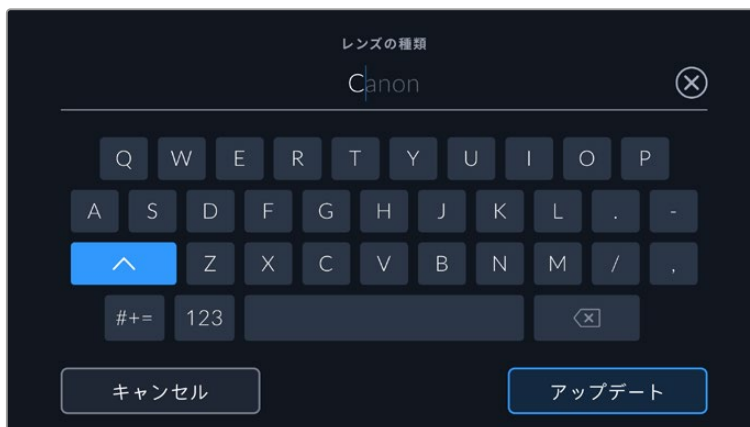 レンズの種類
Canon
Q W E R T Y U I O P
A S D F G H J K L . -
Z X C V B N M / ,
#+= 123
キャンセル アップデート